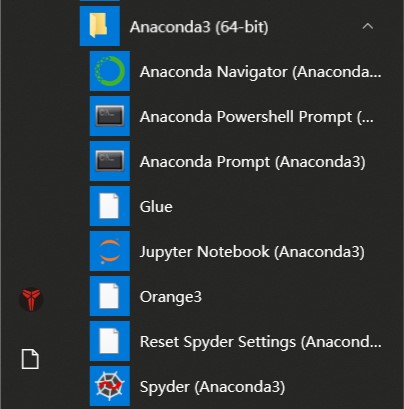 Anaconda3 (64-bit)
Anaconda Navigator (Anaconda...
Anaconda Powershell Prompt (...
Anaconda Prompt (Anaconda3)
Glue
Jupyter Notebook (Anaconda3)
Orange3
Reset Spyder Settings (Anacond...
Spyder (Anaconda3)